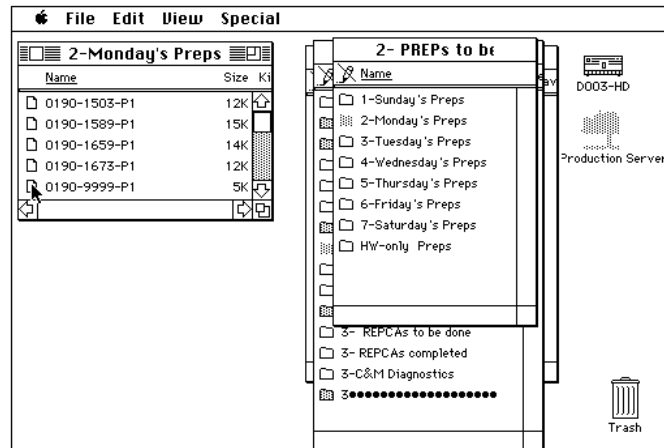 File Edit View Special
2-Monday's Preps
Name Size Ki
0190-1503-P1 12K
0190-1589-P1 15K
0190-1659-P1 14K
0190-1673-P1 12K
0190-9999-P1 5K
2- PREPs to be
Name
1-Sunday's Preps
2-Monday's Preps
3-Tuesday's Preps
4-Wednesday's Preps
5-Thursday's Preps
6-Friday's Preps
7-Saturday's Preps
HW-only Preps
3- REPCAs to be done
3- REPCAs completed
3-C&M Diagnostics
3●●●●●●●●●●●●●●●●●●●
av
D003-HD
Production Server
Trash